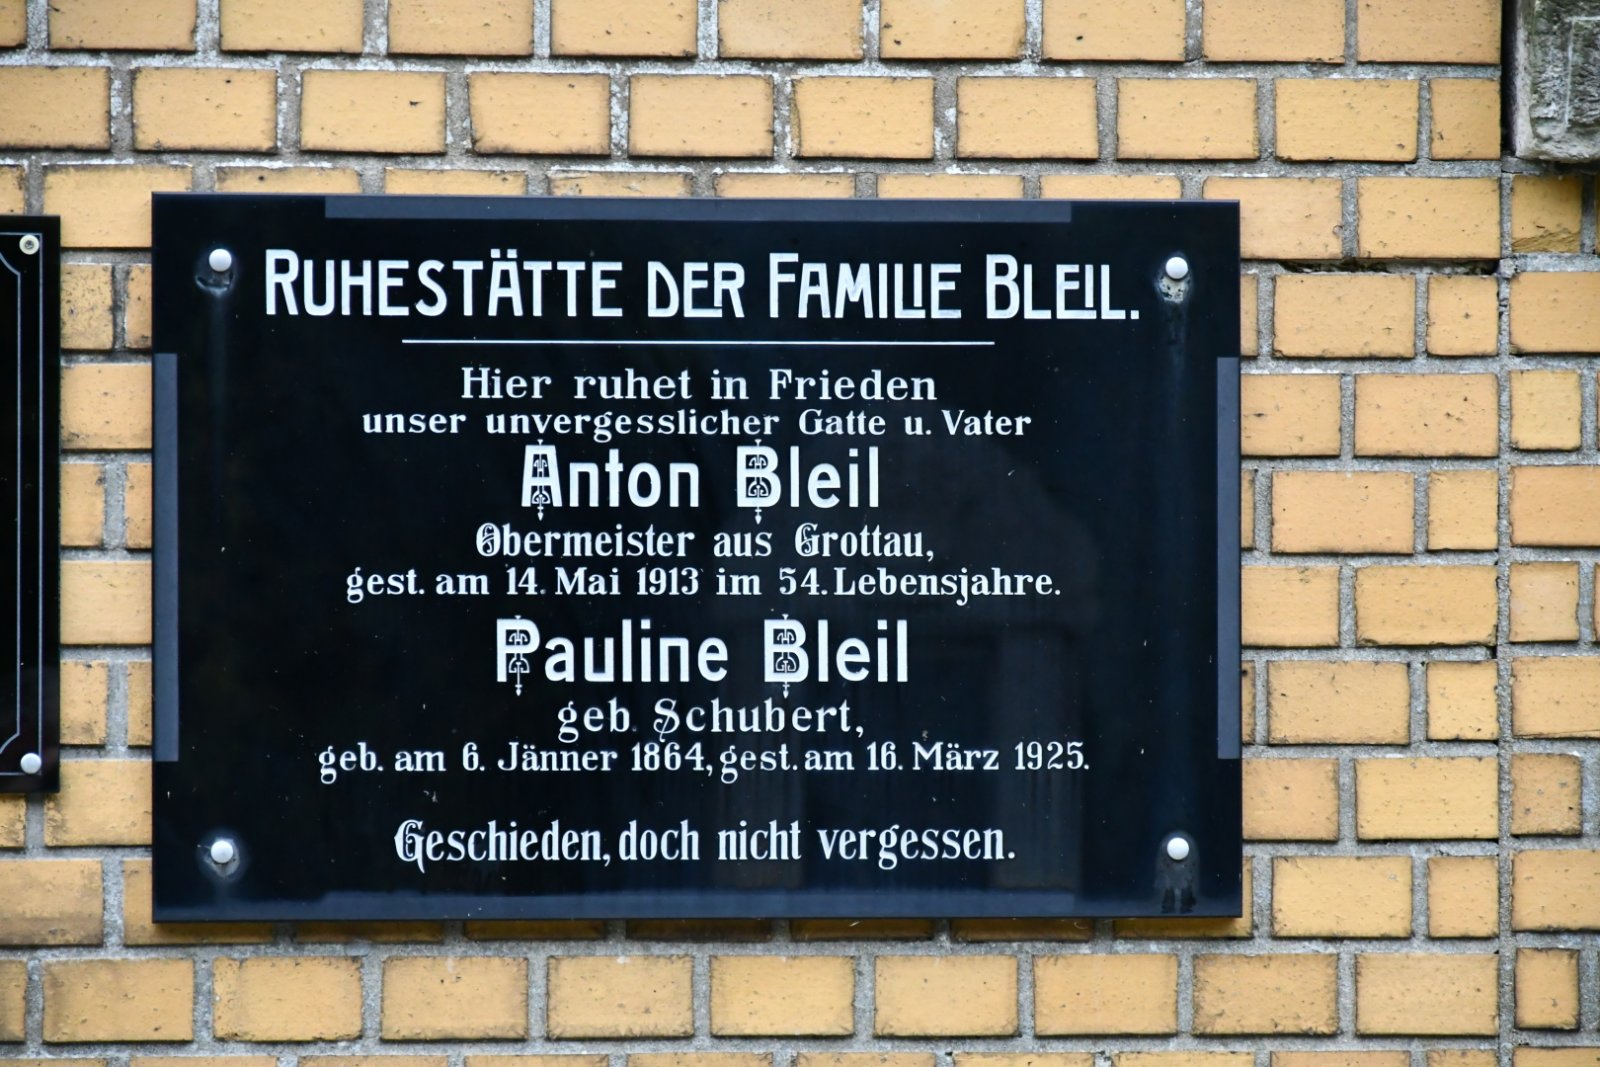 RUHESTÄTTE DER FAMILIE BLEIL.
Hier ruhet in Frieden
unser unvergesslicher Gatte u. Vater
Anton Bleil
Obermeister aus Grottau,
gest. am 14. Mai 1913 im 54. Lebensjahre.
Pauline Bleil
geb. Schubert,
geb. am 6. Jänner 1864, gest. am 16. März 1925.
Geschieden, doch nicht vergessen.